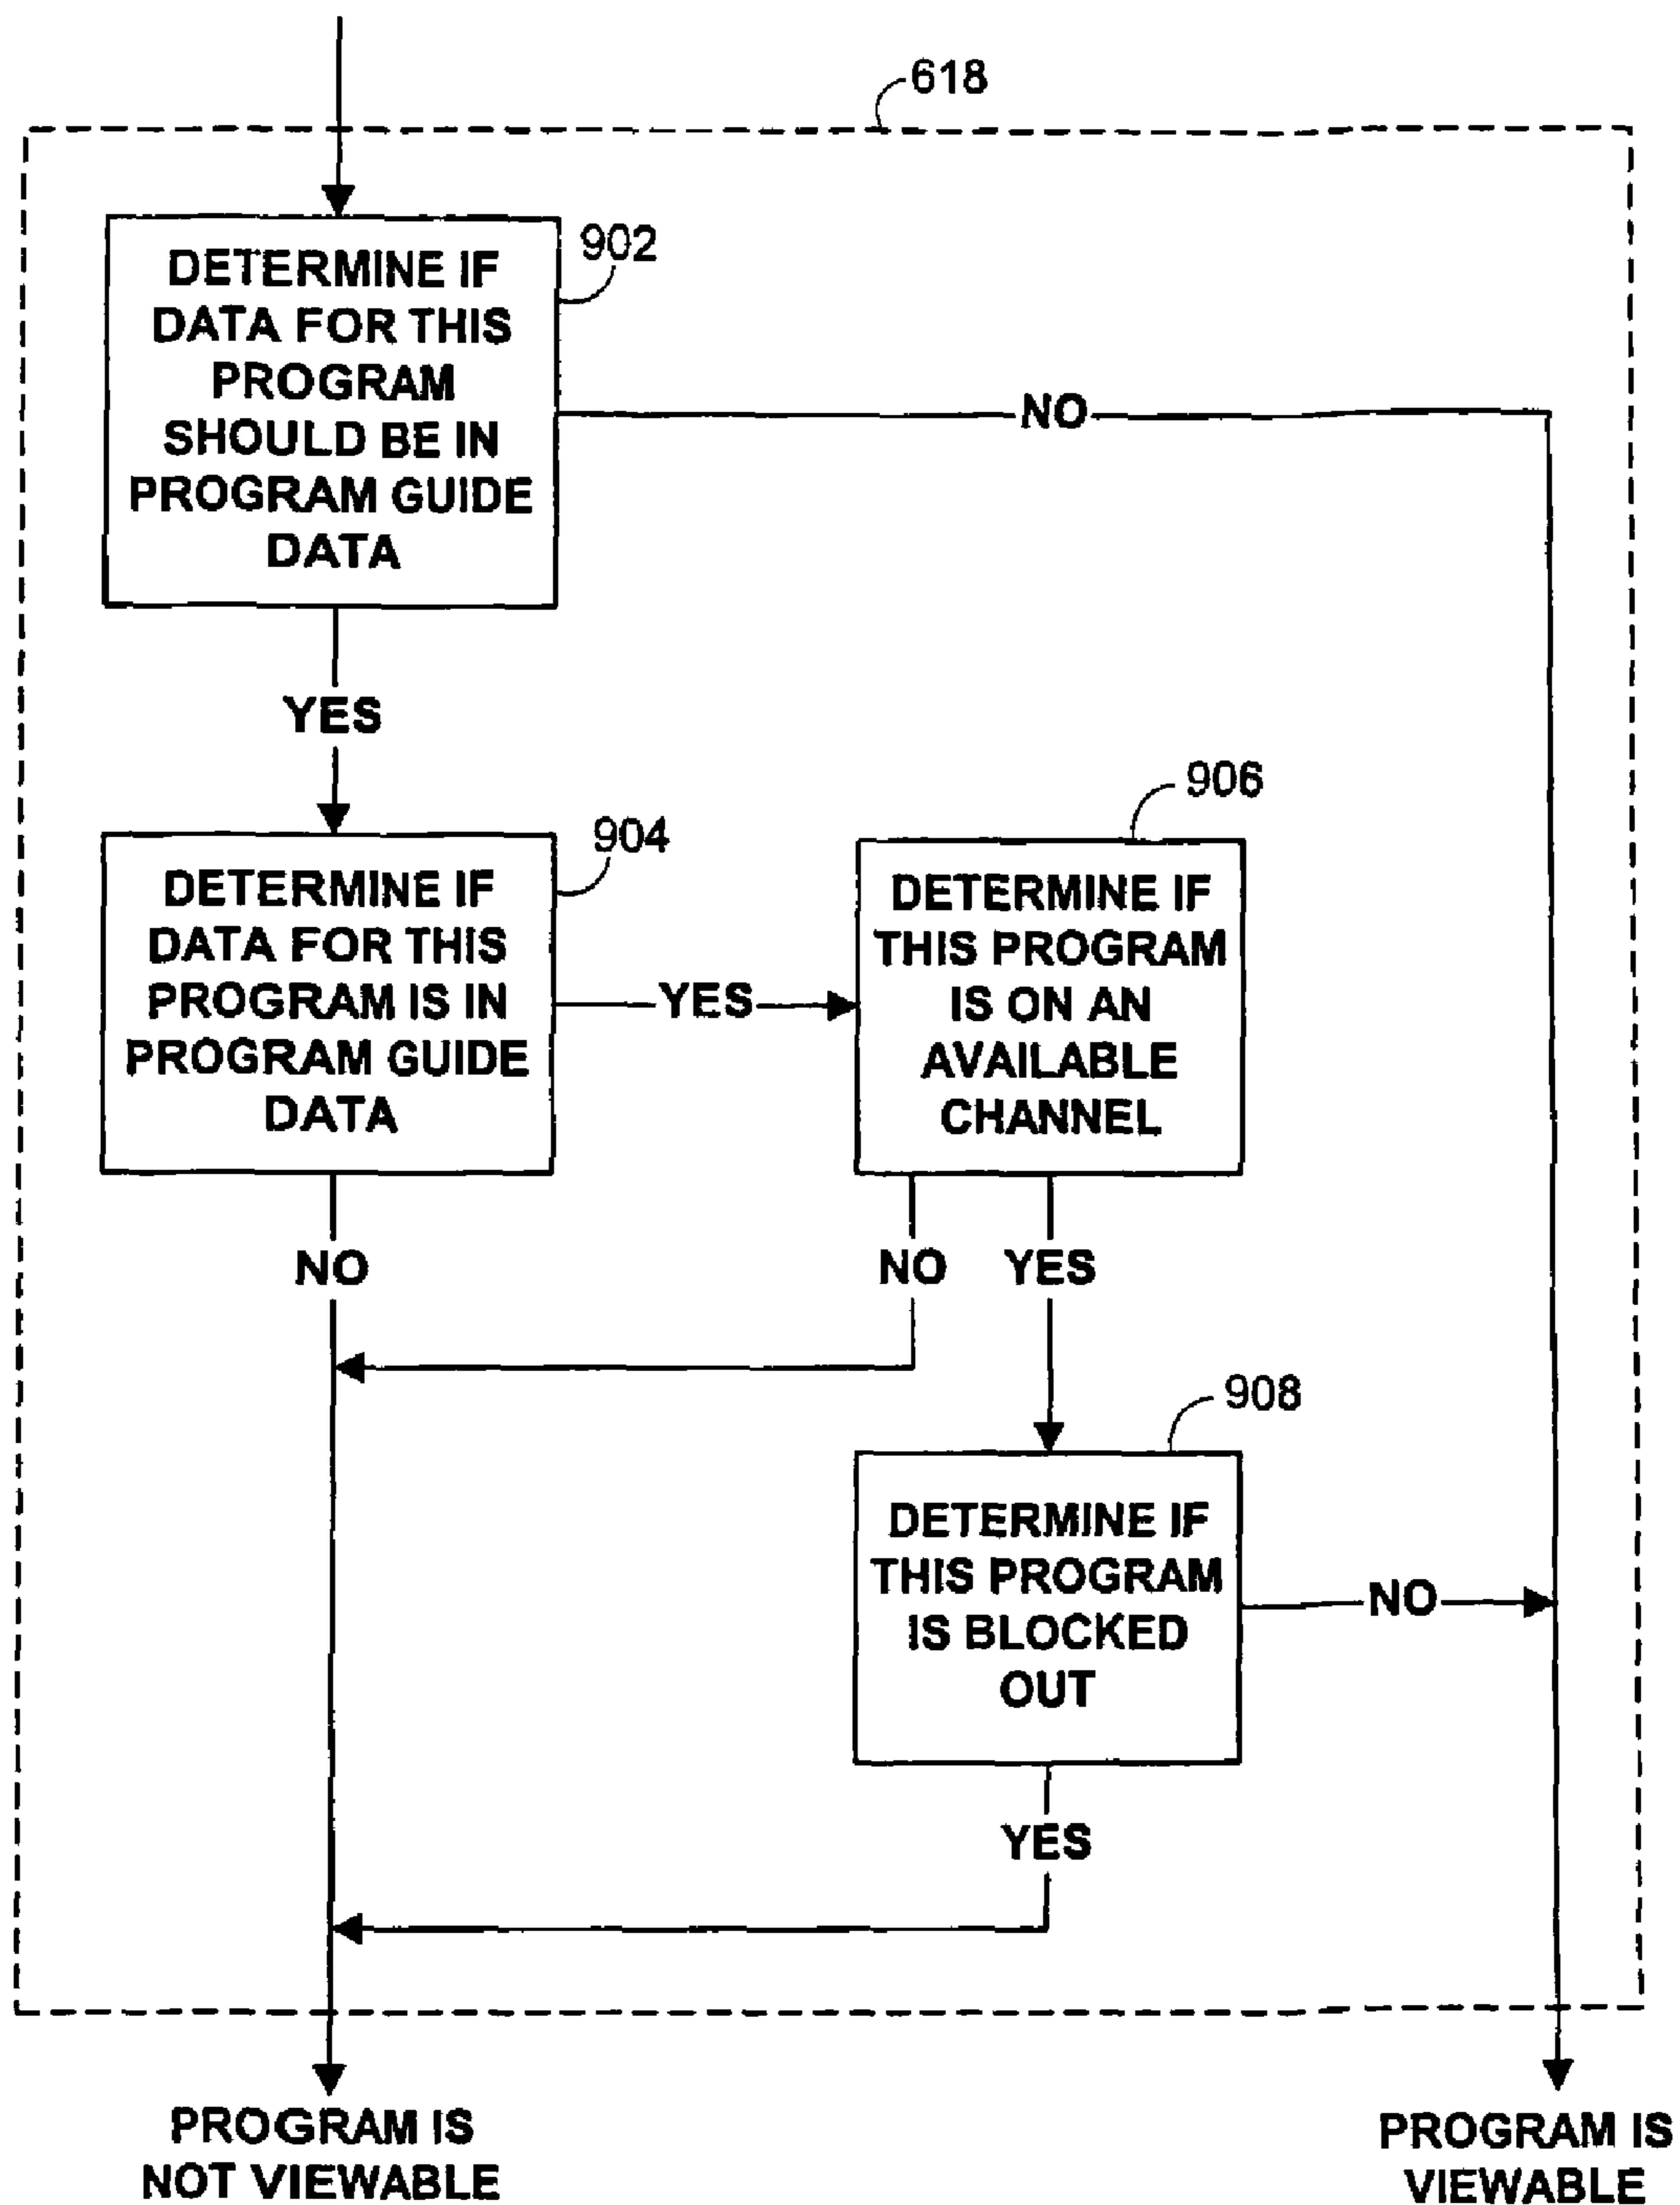 618
902
DETERMINE IF
DATA FOR THIS
PROGRAM
SHOULD BE IN
PROGRAM GUIDE
DATA
NO
YES
904
DETERMINE IF
DATA FOR THIS
PROGRAM IS IN
PROGRAM GUIDE
DATA
YES
906
DETERMINE IF
THIS PROGRAM
IS ON AN
AVAILABLE
CHANNEL
NO
NO
YES
908
DETERMINE IF
THIS PROGRAM
IS BLOCKED
OUT
NO
YES
PROGRAM IS
NOT VIEWABLE
PROGRAM IS
VIEWABLE